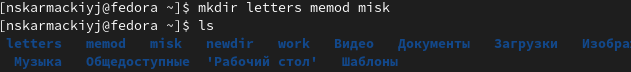 [nskarmackiyj@fedora ~]$ mkdir letters memod misk
[nskarmackiyj@fedora ~]$ ls
letters memod misk newdir work Видео Документы Загрузки
Музыка Общедоступные 'Рабочий стол' Шаблоны